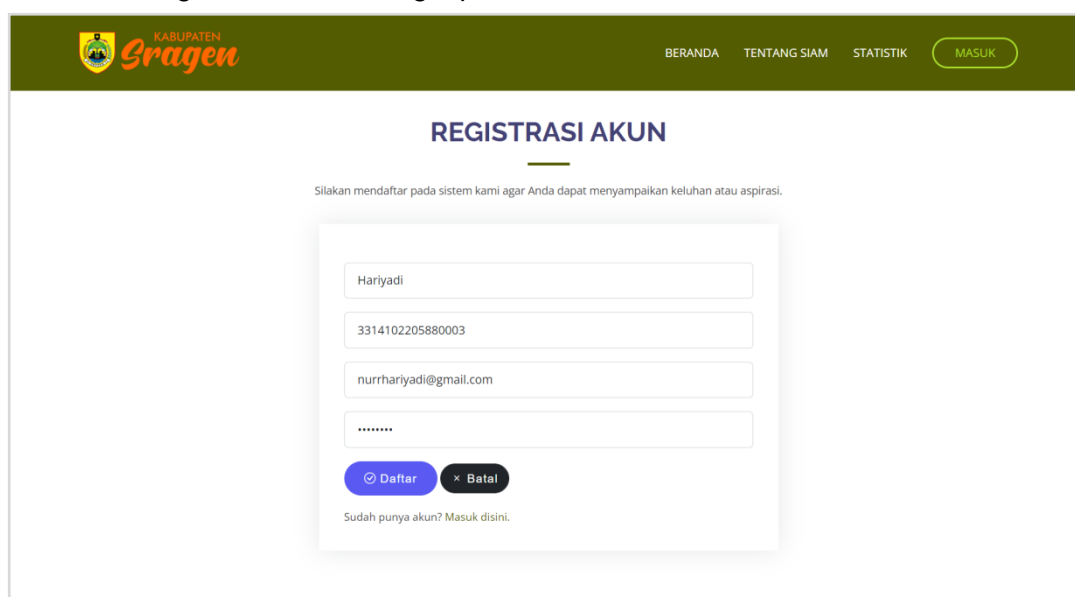 KABUPATEN
Sragen
BERANDA TENTANG SIAM STATISTIK MASUK
REGISTRASI AKUN
Silakan mendaftar pada sistem kami agar Anda dapat menyampaikan keluhan atau aspirasi.
Hariyadi
3314102205880003
nurrhariyadi@gmail.com
••••••••
Daftar × Batal
Sudah punya akun? Masuk disini.